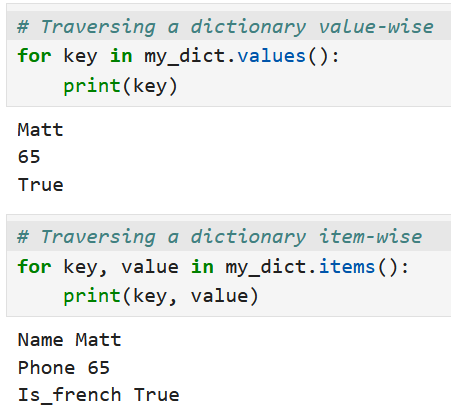 # Traversing a dictionary value-wise
for key in my_dict.values():
    print(key)
Matt
65
True
# Traversing a dictionary item-wise
for key, value in my_dict.items():
    print(key, value)
Name Matt
Phone 65
Is_french True